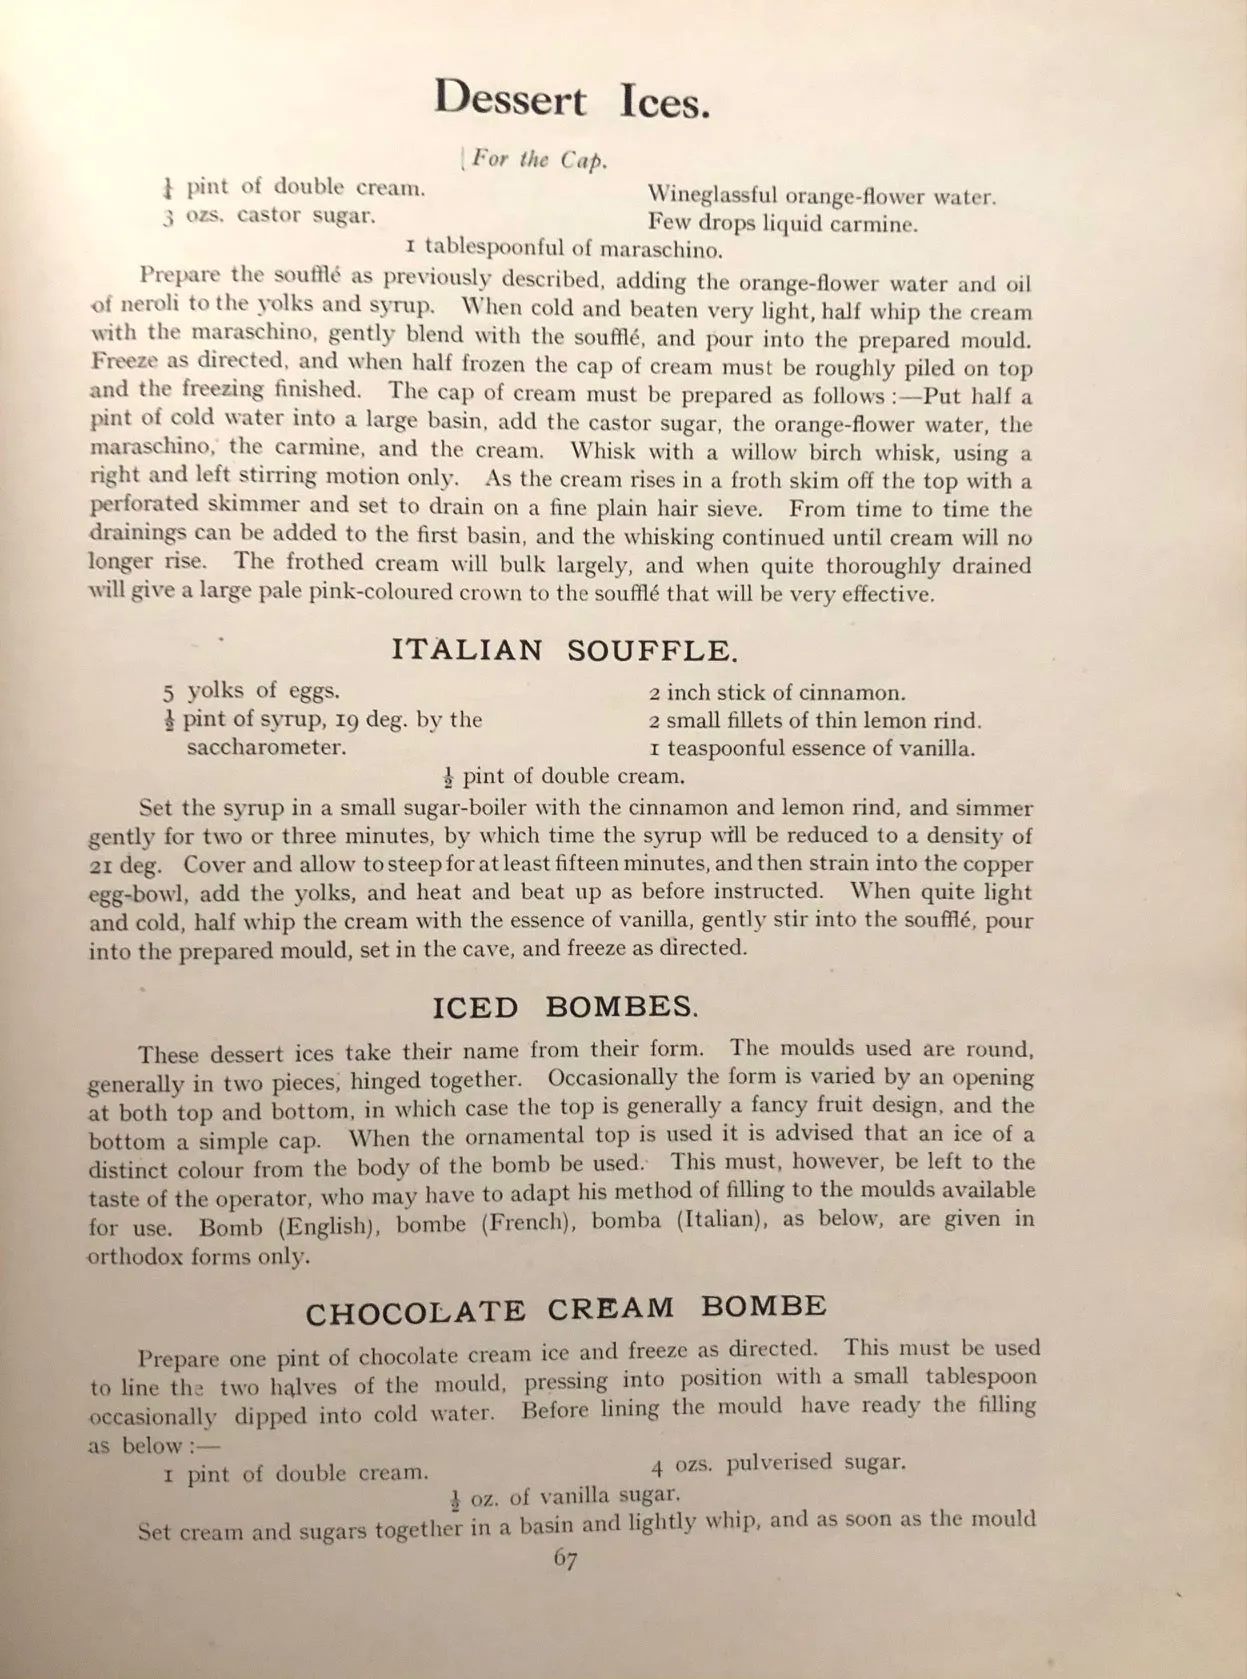 Dessert Ices.
For the Cap.
¼ pint of double cream.
3 ozs. castor sugar.
Wineglassful orange-flower water.
Few drops liquid carmine.
1 tablespoonful of maraschino.
Prepare the soufflé as previously described, adding the orange-flower water and oil
of neroli to the yolks and syrup. When cold and beaten very light, half whip the cream
with the maraschino, gently blend with the soufflé, and pour into the prepared mould.
Freeze as directed, and when half frozen the cap of cream must be roughly piled on top
and the freezing finished. The cap of cream must be prepared as follows :—Put half a
pint of cold water into a large basin, add the castor sugar, the orange-flower water, the
maraschino, the carmine, and the cream. Whisk with a willow birch whisk, using a
right and left stirring motion only. As the cream rises in a froth skim off the top with a
perforated skimmer and set to drain on a fine plain hair sieve. From time to time the
drainings can be added to the first basin, and the whisking continued until cream will no
longer rise. The frothed cream will bulk largely, and when quite thoroughly drained
will give a large pale pink-coloured crown to the soufflé that will be very effective.
ITALIAN SOUFFLE.
5 yolks of eggs.
½ pint of syrup, 19 deg. by the
saccharometer.
2 inch stick of cinnamon.
2 small fillets of thin lemon rind.
1 teaspoonful essence of vanilla.
½ pint of double cream.
Set the syrup in a small sugar-boiler with the cinnamon and lemon rind, and simmer
gently for two or three minutes, by which time the syrup will be reduced to a density of
21 deg. Cover and allow to steep for at least fifteen minutes, and then strain into the copper
egg-bowl, add the yolks, and heat and beat up as before instructed. When quite light
and cold, half whip the cream with the essence of vanilla, gently stir into the soufflé, pour
into the prepared mould, set in the cave, and freeze as directed.
ICED BOMBES.
These dessert ices take their name from their form. The moulds used are round,
generally in two pieces, hinged together. Occasionally the form is varied by an opening
at both top and bottom, in which case the top is generally a fancy fruit design, and the
bottom a simple cap. When the ornamental top is used it is advised that an ice of a
distinct colour from the body of the bomb be used. This must, however, be left to the
taste of the operator, who may have to adapt his method of filling to the moulds available
for use. Bomb (English), bombe (French), bomba (Italian), as below, are given in
orthodox forms only.
CHOCOLATE CREAM BOMBE
Prepare one pint of chocolate cream ice and freeze as directed. This must be used
to line the two halves of the mould, pressing into position with a small tablespoon
occasionally dipped into cold water. Before lining the mould have ready the filling
as below :—
1 pint of double cream.
4 ozs. pulverised sugar.
½ oz. of vanilla sugar.
Set cream and sugars together in a basin and lightly whip, and as soon as the mould
67